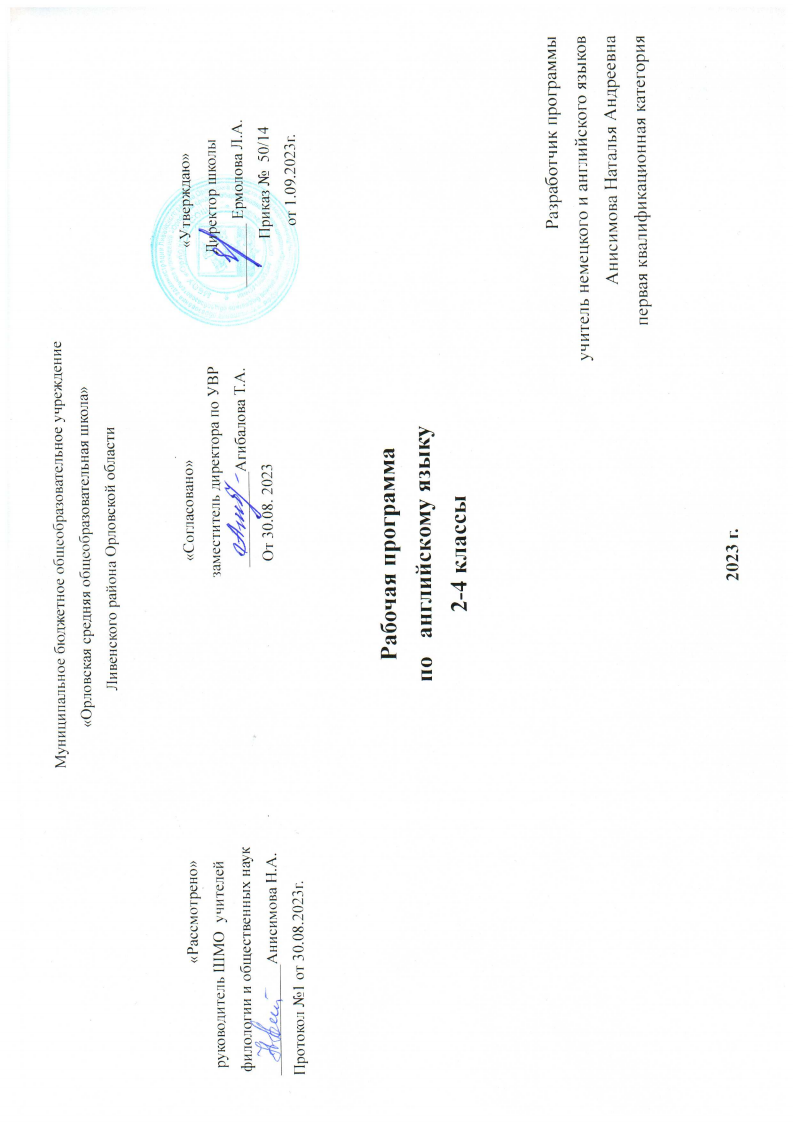 Муниципальное бюджетное общеобразовательное учреждение
«Орловская средняя общеобразовательная школа»
Ливенского района Орловской области
«Рассмотрено»
руководитель ШМО учителей
филологии и общественных наук
Анисимова Н.А.
Протокол №1 от 30.08.2023г.
«Согласовано»
заместитель директора по УВР
Агибалова Т.А.
От 30.08. 2023
«Утверждаю»
Директор школы
Ермолова Л.А.
Приказ № 50/14
от 1.09.2023г.
Рабочая программа
по английскому языку
2-4 классы
Разработчик программы
учитель немецкого и английского языков
Анисимова Наталья Андреевна
первая квалификационная категория
2023 г.